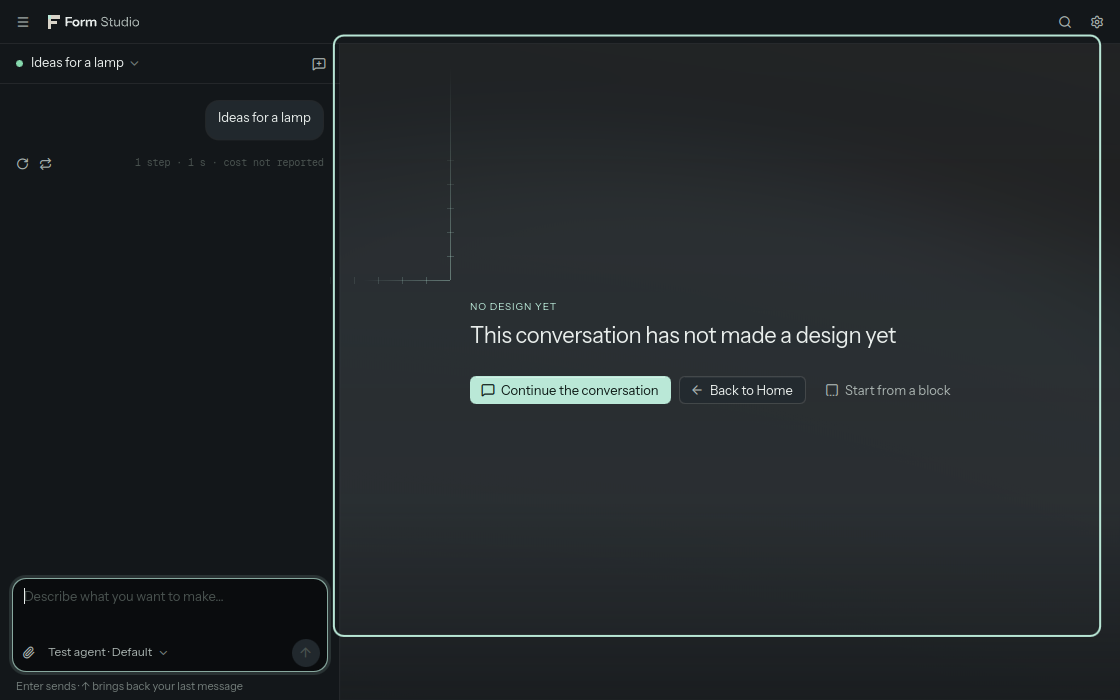 Form Studio
Ideas for a lamp
Ideas for a lamp
1 step · 1 s · cost not reported
NO DESIGN YET
This conversation has not made a design yet
Continue the conversation
Back to Home
Start from a block
Describe what you want to make...
Test agent · Default
Enter sends · ↑ brings back your last message